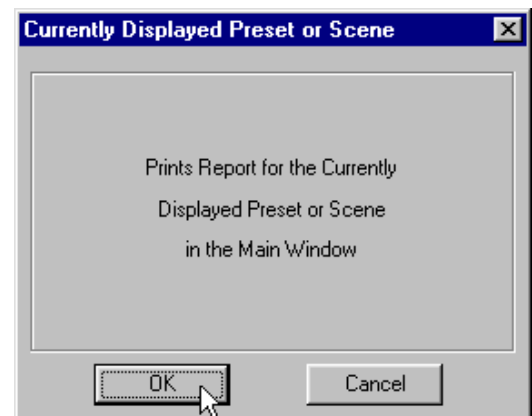 Currently Displayed Preset or Scene
Prints Report for the Currently
Displayed Preset or Scene
in the Main Window
OK
Cancel